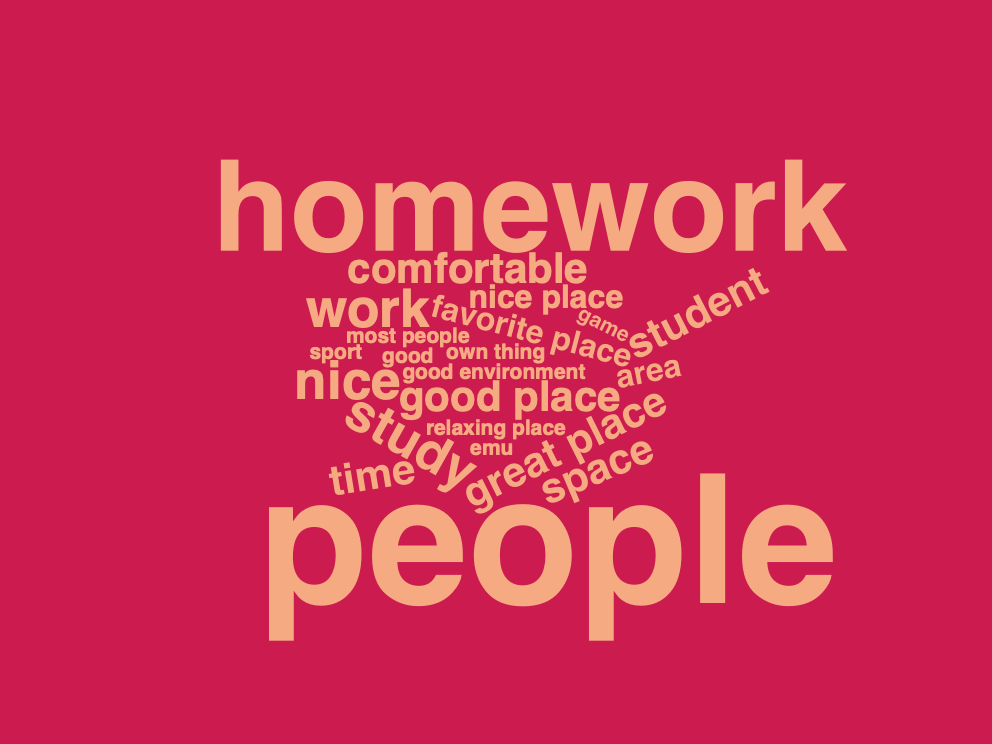 homework
comfortable
nice place
work
favorite place
game
student
most people
sport
good
own thing
good environment
area
nice
good place
study
relaxing place
emu
great place
time
space
people